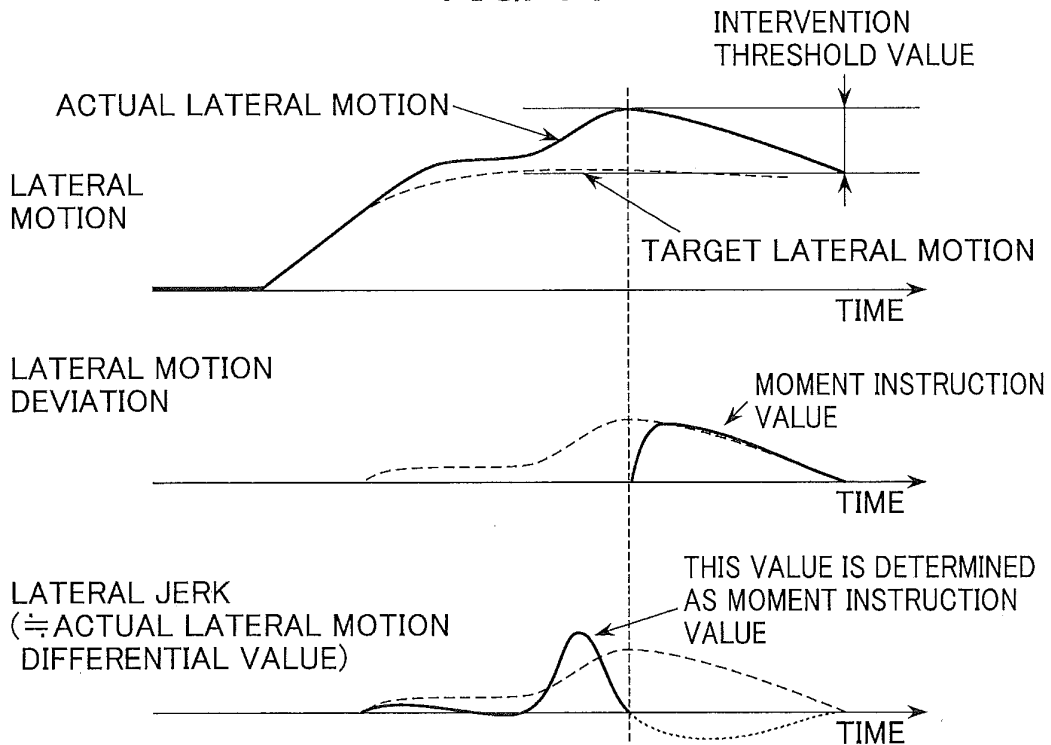 INTERVENTION
THRESHOLD VALUE
ACTUAL LATERAL MOTION
LATERAL
MOTION
TARGET LATERAL MOTION
TIME
LATERAL MOTION
DEVIATION
MOMENT INSTRUCTION
VALUE
TIME
LATERAL JERK
(≒ACTUAL LATERAL MOTION
DIFFERENTIAL VALUE)
THIS VALUE IS DETERMINED
AS MOMENT INSTRUCTION
VALUE
TIME